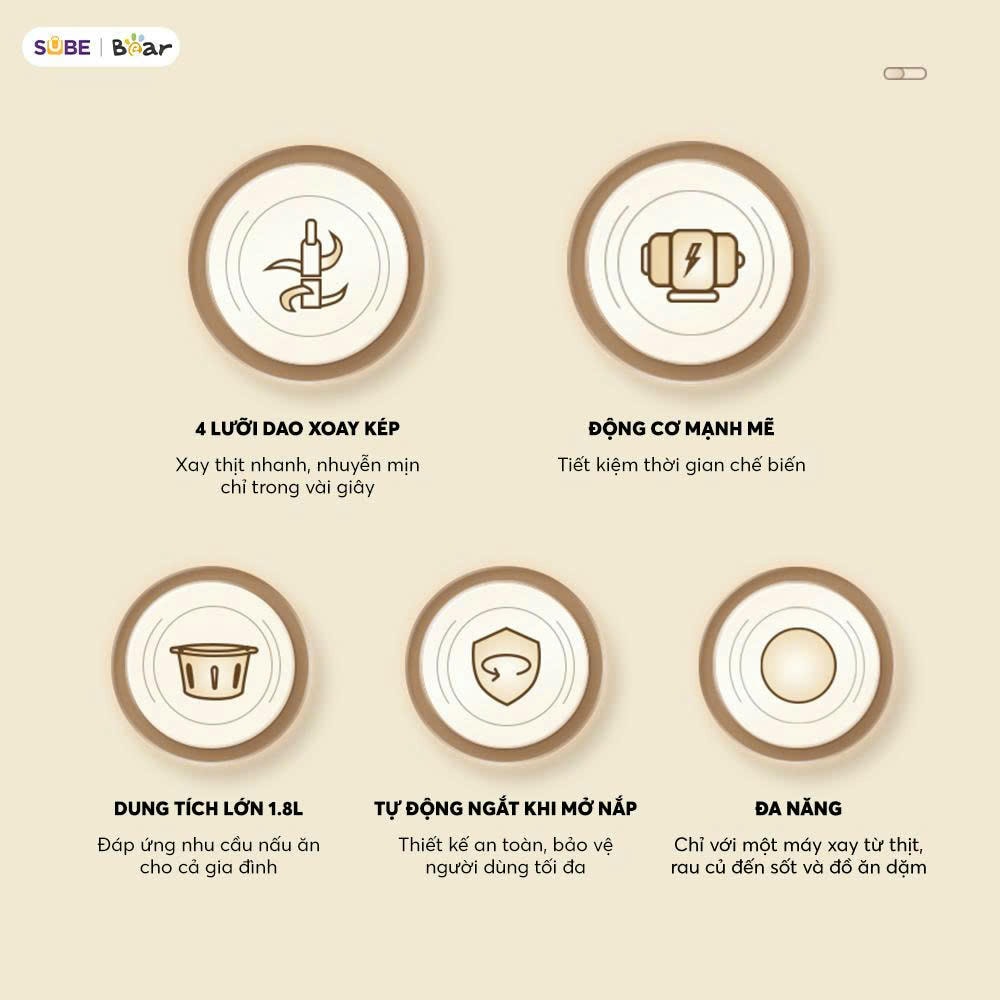 SUBE | Bear
4 LƯỠI DAO XOAY KÉP
Xay thịt nhanh, nhuyễn mịn
chỉ trong vài giây
ĐỘNG CƠ MẠNH MẼ
Tiết kiệm thời gian chế biến
DUNG TÍCH LỚN 1.8L
Đáp ứng nhu cầu nấu ăn
cho cả gia đình
TỰ ĐỘNG NGẮT KHI MỞ NẮP
Thiết kế an toàn, bảo vệ
người dùng tối đa
ĐA NĂNG
Chỉ với một máy xay từ thịt,
rau củ đến sốt và đồ ăn dặm